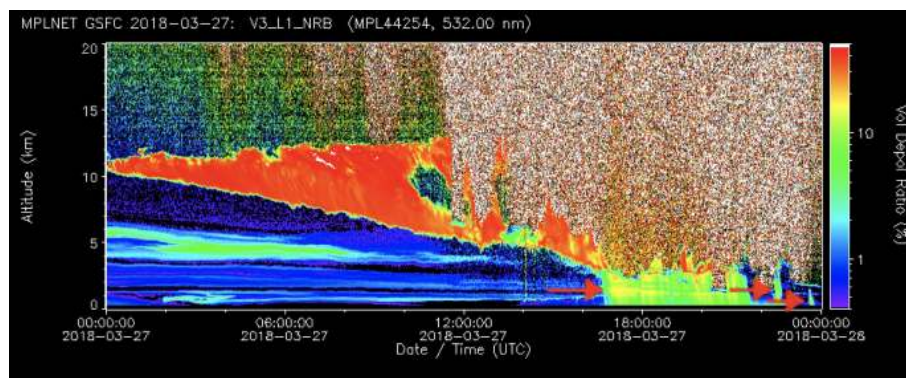 MPLNET GSFC 2018-03-27: V3_L1_NRB (MPL44254, 532.00 nm)
20
15
10
5
0
Altitude (km)
10
1
Vol Depol Ratio (%)
00:00:00 06:00:00 12:00:00 18:00:00 00:00:00
2018-03-27 2018-03-27 2018-03-27 2018-03-27 2018-03-28
Date / Time (UTC)